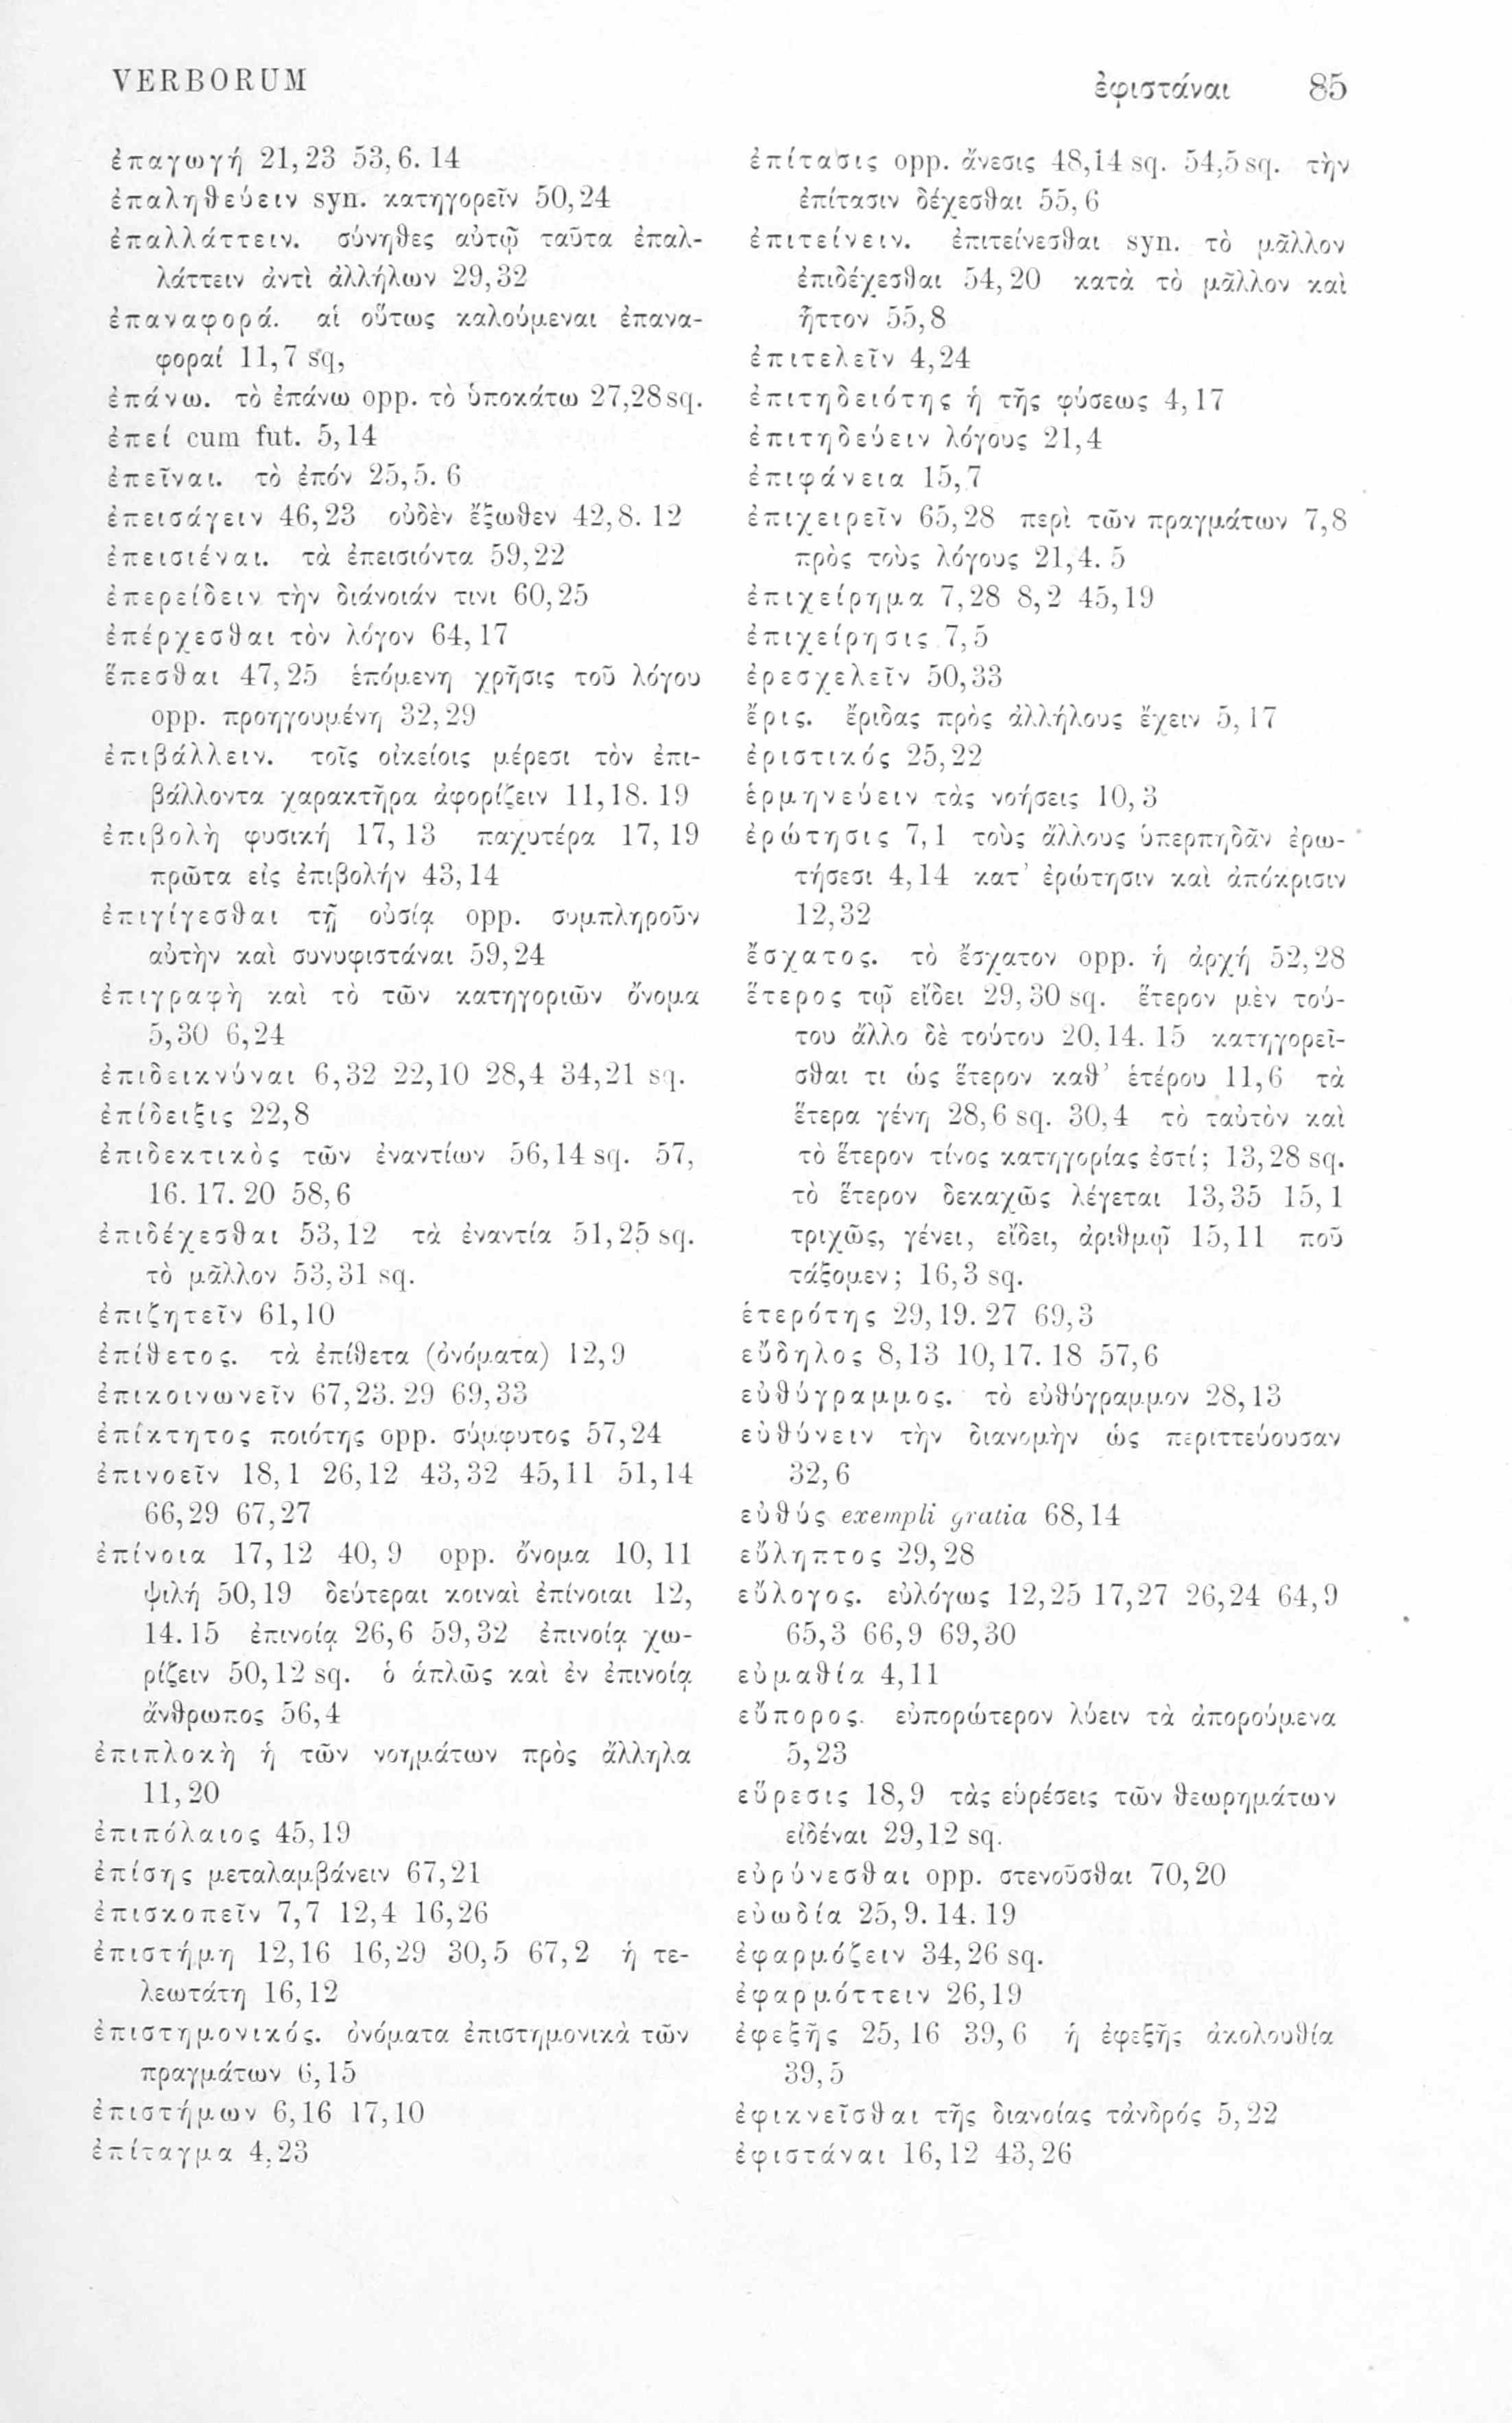 VERBORUM ἐφιστάναι 85
ἐπαγωγή 21,23 53,6. 14
ἐπαληθεύειν syn. κατηγορεῖν 50,24
ἐπαλλάττειν. σύνηθες αὐτῷ ταῦτα ἐπαλ-
λάττειν ἀντὶ ἀλλήλων 29,32
ἐπαναφορά. αἱ οὕτως καλούμεναι ἐπανα-
φοραί 11,7 sq,
ἐπάνω. τὸ ἐπάνω opp. τὸ ὑποκάτω 27,28 sq.
ἐπεί cum fut. 5,14
ἐπεῖναι. τὸ ἐπόν 25,5. 6
ἐπεισάγειν 46,23 οὐδὲν ἔξωθεν 42,8. 12
ἐπεισιέναι. τὰ ἐπεισιόντα 59,22
ἐπερείδειν τὴν διάνοιάν τινι 60,25
ἐπέρχεσθαι τὸν λόγον 64,17
ἕπεσθαι 47,25 ἑπόμενη χρῆσις τοῦ λόγου
opp. προηγουμένη 32,29
ἐπιβάλλειν. τοῖς οἰκείοις μέρεσι τὸν ἐπι-
βάλλοντα χαρακτῆρα ἀφορίζειν 11,18. 19
ἐπιβολὴ φυσική 17,13 παχυτέρα 17,19
πρῶτα εἰς ἐπιβολήν 43,14
ἐπιγίγεσθαι τῇ οὐσίᾳ opp. συμπληροῦν
αὐτὴν καὶ συνυφιστάναι 59,24
ἐπιγραφὴ καὶ τὸ τῶν κατηγοριῶν ὄνομα
5,30 6,24
ἐπιδεικνύναι 6,32 22,10 28,4 34,21 sq.
ἐπίδειξις 22,8
ἐπιδεκτικὸς τῶν ἐναντίων 56,14 sq. 57,
16. 17. 20 58,6
ἐπιδέχεσθαι 53,12 τὰ ἐναντία 51,25 sq.
τὸ μᾶλλον 53,31 sq.
ἐπιζητεῖν 61,10
ἐπίθετος. τὰ ἐπίθετα (ὀνόματα) 12,9
ἐπικοινωνεῖν 67,23. 29 69,33
ἐπίκτητος ποιότης opp. σύμφυτος 57,24
ἐπινοεῖν 18,1 26,12 43,32 45,11 51,14
66,29 67,27
ἐπίνοια 17,12 40,9 opp. ὄνομα 10,11
ψιλή 50,19 δεύτεραι κοιναὶ ἐπίνοιαι 12,
14. 15 ἐπινοίᾳ 26,6 59,32 ἐπινοίᾳ χω-
ρίζειν 50,12 sq. ὁ ἁπλῶς καὶ ἐν ἐπινοίᾳ
ἄνθρωπος 56,4
ἐπιπλοκὴ ἡ τῶν νοημάτων πρὸς ἄλληλα
11,20
ἐπιπόλαιος 45,19
ἐπίσης μεταλαμβάνειν 67,21
ἐπισκοπεῖν 7,7 12,4 16,26
ἐπιστήμη 12,16 16,29 30,5 67,2 ἡ τε-
λεωτάτη 16,12
ἐπιστημονικός. ὀνόματα ἐπιστημονικὰ τῶν
πραγμάτων 6,15
ἐπιστήμων 6,16 17,10
ἐπίταγμα 4,23
ἐπίτασις opp. ἄνεσις 48,14 sq. 54,5 sq. τὴν
ἐπίτασιν δέχεσθαι 55,6
ἐπιτείνειν. ἐπιτείνεσθαι syn. τὸ μᾶλλον
ἐπιδέχεσθαι 54,20 κατὰ τὸ μᾶλλον καὶ
ἧττον 55,8
ἐπιτελεῖν 4,24
ἐπιτηδειότης ἡ τῆς φύσεως 4,17
ἐπιτηδεύειν λόγους 21,4
ἐπιφάνεια 15,7
ἐπιχειρεῖν 65,28 περὶ τῶν πραγμάτων 7,8
πρὸς τοὺς λόγους 21,4. 5
ἐπιχείρημα 7,28 8,2 45,19
ἐπιχείρησις 7,5
ἐρεσχελεῖν 50,33
ἔρις. ἔριδας πρὸς ἀλλήλους ἔχειν 5,17
ἐριστικός 25,22
ἑρμηνεύειν τὰς νοήσεις 10,3
ἐρώτησις 7,1 τοὺς ἄλλους ὑπερπηδᾶν ἐρω-
τήσεσι 4,14 κατ’ ἐρώτησιν καὶ ἀπόκρισιν
12,32
ἔσχατος. τὸ ἔσχατον opp. ἡ ἀρχή 52,28
ἕτερος τῷ εἴδει 29,30 sq. ἕτερον μὲν τού-
του ἄλλο δὲ τούτου 20,14. 15 κατηγορεῖ-
σθαι τι ὡς ἕτερον καθ’ ἑτέρου 11,6 τὰ
ἕτερα γένη 28,6 sq. 30,4 τὸ ταὐτὸν καὶ
τὸ ἕτερον τίνος κατηγορίας ἐστί; 13,28 sq.
τὸ ἕτερον δεκαχῶς λέγεται 13,35 15,1
τριχῶς, γένει, εἴδει, ἀριθμῷ 15,11 ποῦ
τάξομεν; 16,3 sq.
ἑτερότης 29,19. 27 69,3
εὔδηλος 8,13 10,17. 18 57,6
εὐθύγραμμος. τὸ εὐθύγραμμον 28,13
εὐθύνειν τὴν διανομὴν ὡς περιττεύουσαν
32,6
εὐθύς exempli gratia 68,14
εὔληπτος 29,28
εὔλογος. εὐλόγως 12,25 17,27 26,24 64,9
65,3 66,9 69,30
εὐμαθία 4,11
εὔπορος. εὐπορώτερον λύειν τὰ ἀπορούμενα
5,23
εὕρεσις 18,9 τὰς εὑρέσεις τῶν θεωρημάτων
εἰδέναι 29,12 sq.
εὐρύνεσθαι opp. στενοῦσθαι 70,20
εὐωδία 25,9. 14. 19
ἐφαρμόζειν 34,26 sq.
ἐφαρμόττειν 26,19
ἐφεξῆς 25,16 39,6 ἡ ἐφεξῆς ἀκολουθία
39,5
ἐφικνεῖσθαι τῆς διανοίας τἀνδρός 5,22
ἐφιστάναι 16,12 43,26